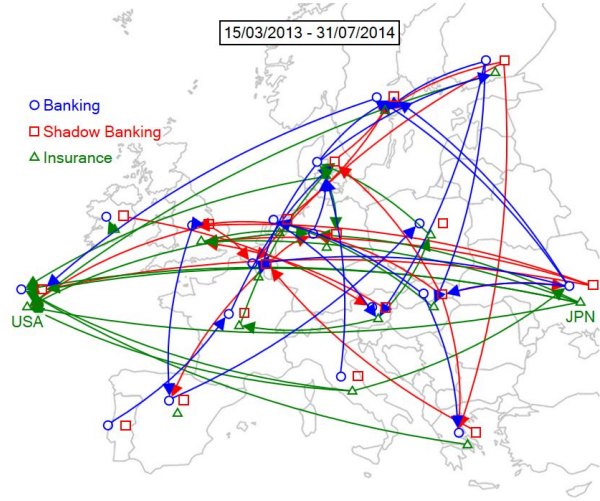 15/03/2013 - 31/07/2014
Banking
Shadow Banking
Insurance
USA
JPN